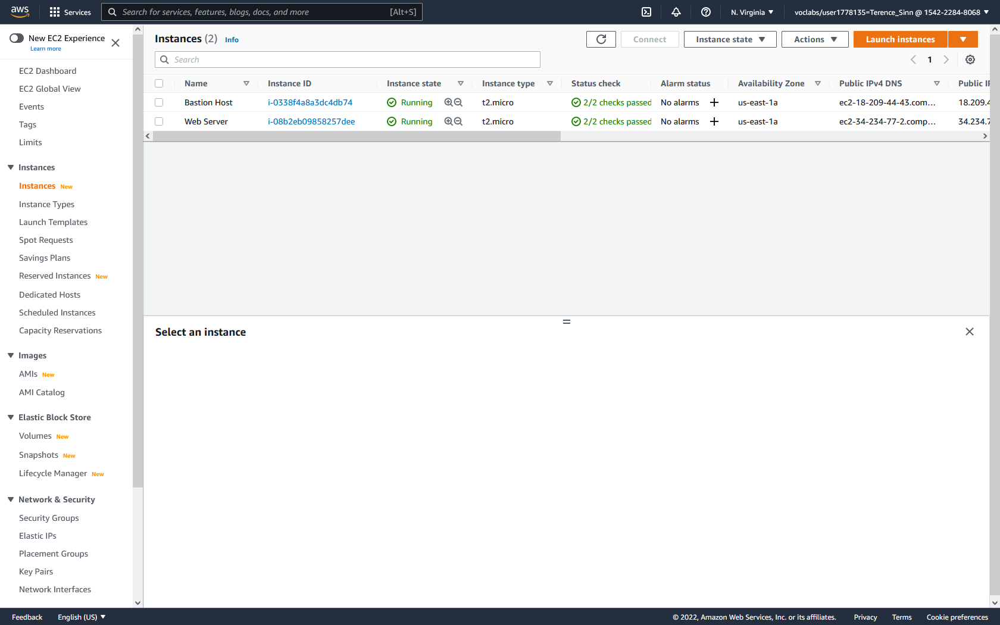 aws Services Search for services, features, blogs, docs, and more [Alt+S] N. Virginia voclabs/user1778135=Terence_Sinn @ 1542-2284-8068
New EC2 Experience
Learn more
EC2 Dashboard
EC2 Global View
Events
Tags
Limits
Instances
Instances New
Instance Types
Launch Templates
Spot Requests
Savings Plans
Reserved Instances New
Dedicated Hosts
Scheduled Instances
Capacity Reservations
Images
AMIs New
AMI Catalog
Elastic Block Store
Volumes New
Snapshots New
Lifecycle Manager New
Network & Security
Security Groups
Elastic IPs
Placement Groups
Key Pairs
Network Interfaces
Instances (2) Info Connect Instance state Actions Launch instances
Search 1
Name Instance ID Instance state Instance type Status check Alarm status Availability Zone Public IPv4 DNS Public
Bastion Host i-0338f4a8a3dc4db74 Running t2.micro 2/2 checks passed No alarms us-east-1a ec2-18-209-44-43.com... 18.209.4
Web Server i-08b2eb09858257dee Running t2.micro 2/2 checks passed No alarms us-east-1a ec2-34-234-77-2.comp... 34.234.7
Select an instance
Feedback English (US) © 2022, Amazon Web Services, Inc. or its affiliates. Privacy Terms Cookie preferences